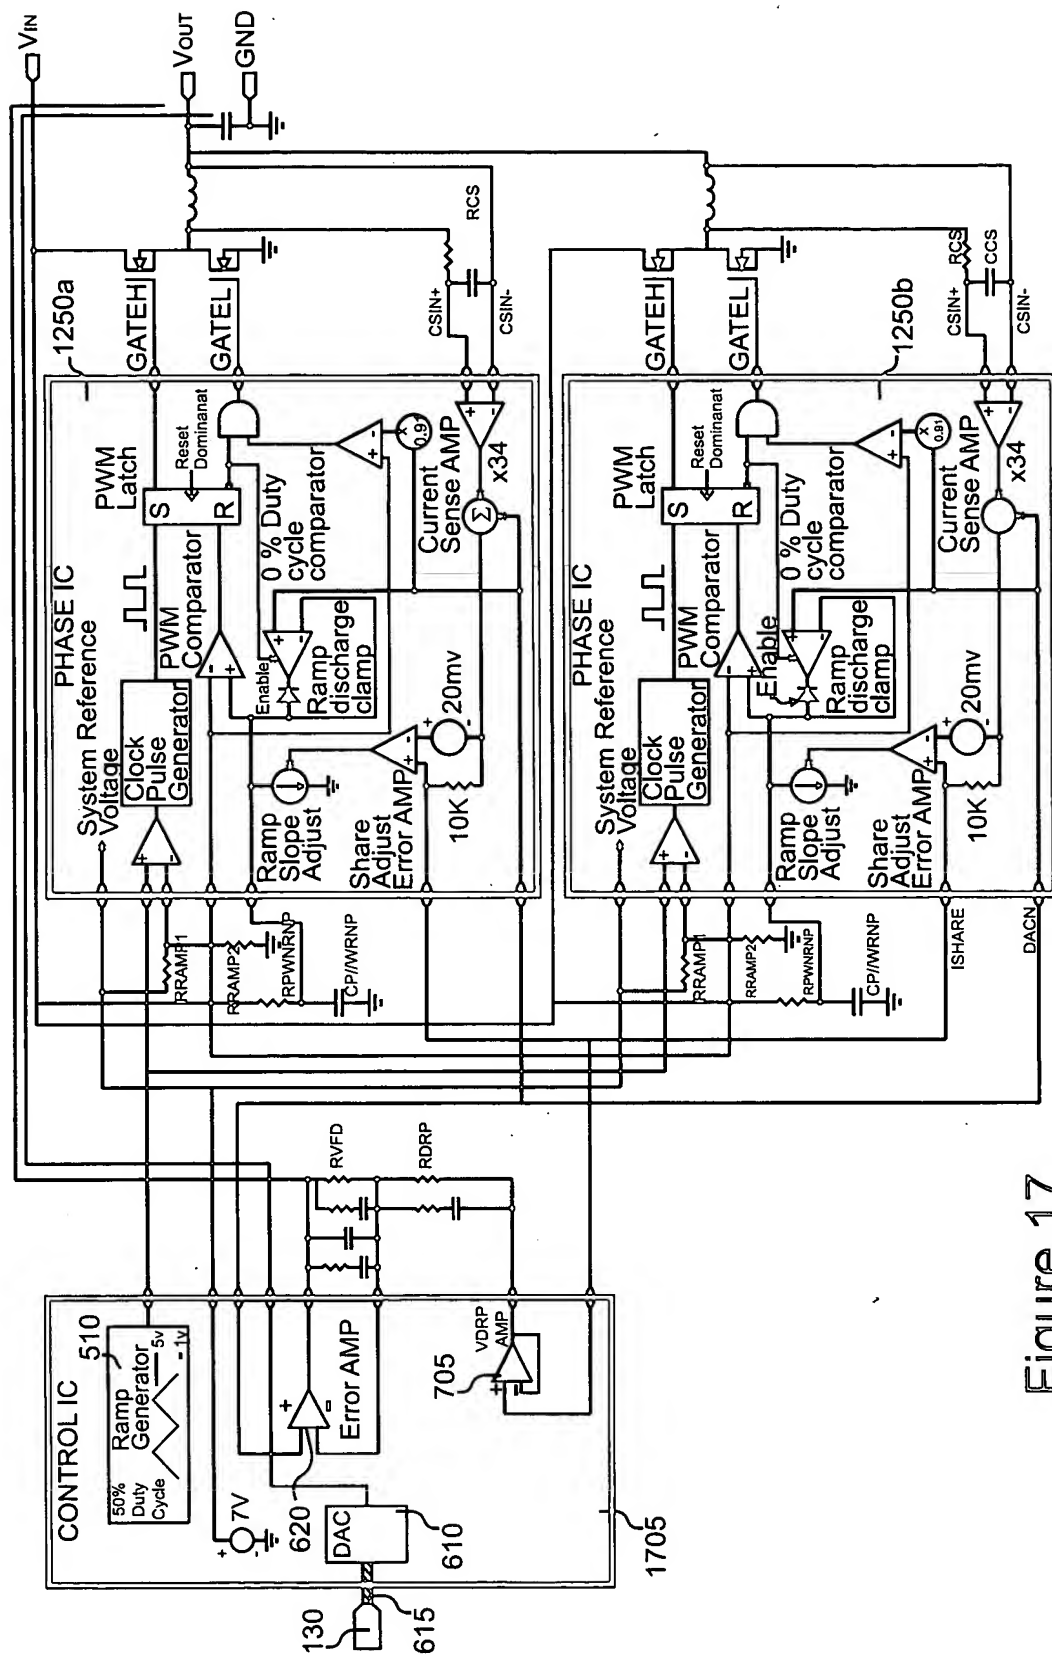 CONTROL IC
50%
Duty
Cycle
Ramp
Generator
5v
- 1v
510
+
7V
-
130
615
DAC
610
620
+
-
Error AMP
705
+
-
VDRP
AMP
1705
RVFD
RDRP
VIN
VOUT
GND
PHASE IC
1250a
System Reference
Voltage
+
-
Clock
Pulse
Generator
PWM
Latch
S
R
Reset
Dominanat
PWM
Comparator
-
+
0 % Duty
cycle
comparator
Enable
+
-
Ramp
discharge
clamp
Ramp
Slope
Adjust
Share
Adjust
Error AMP
+
-
+
-
20mv
10K
-
+
X
0.91
Current
Sense AMP
Σ
+
-
x34
GATEH
GATEL
CSIN+
CSIN-
RCS
RRAMP1
RRAMP2
RPWNRNP
CP//WRNP
PHASE IC
1250b
System Reference
Voltage
+
-
Clock
Pulse
Generator
PWM
Latch
S
R
Reset
Dominanat
PWM
Comparator
-
+
0 % Duty
cycle
comparator
Enable
+
-
Ramp
discharge
clamp
Ramp
Slope
Adjust
Share
Adjust
Error AMP
+
-
+
-
20mv
10K
-
+
X
0.91
Current
Sense AMP
+
-
x34
GATEH
GATEL
CSIN+
CSIN-
RCS
CCS
RRAMP1
RRAMP2
RPWNRNP
CP//WRNP
ISHARE
DACN
Figure 17